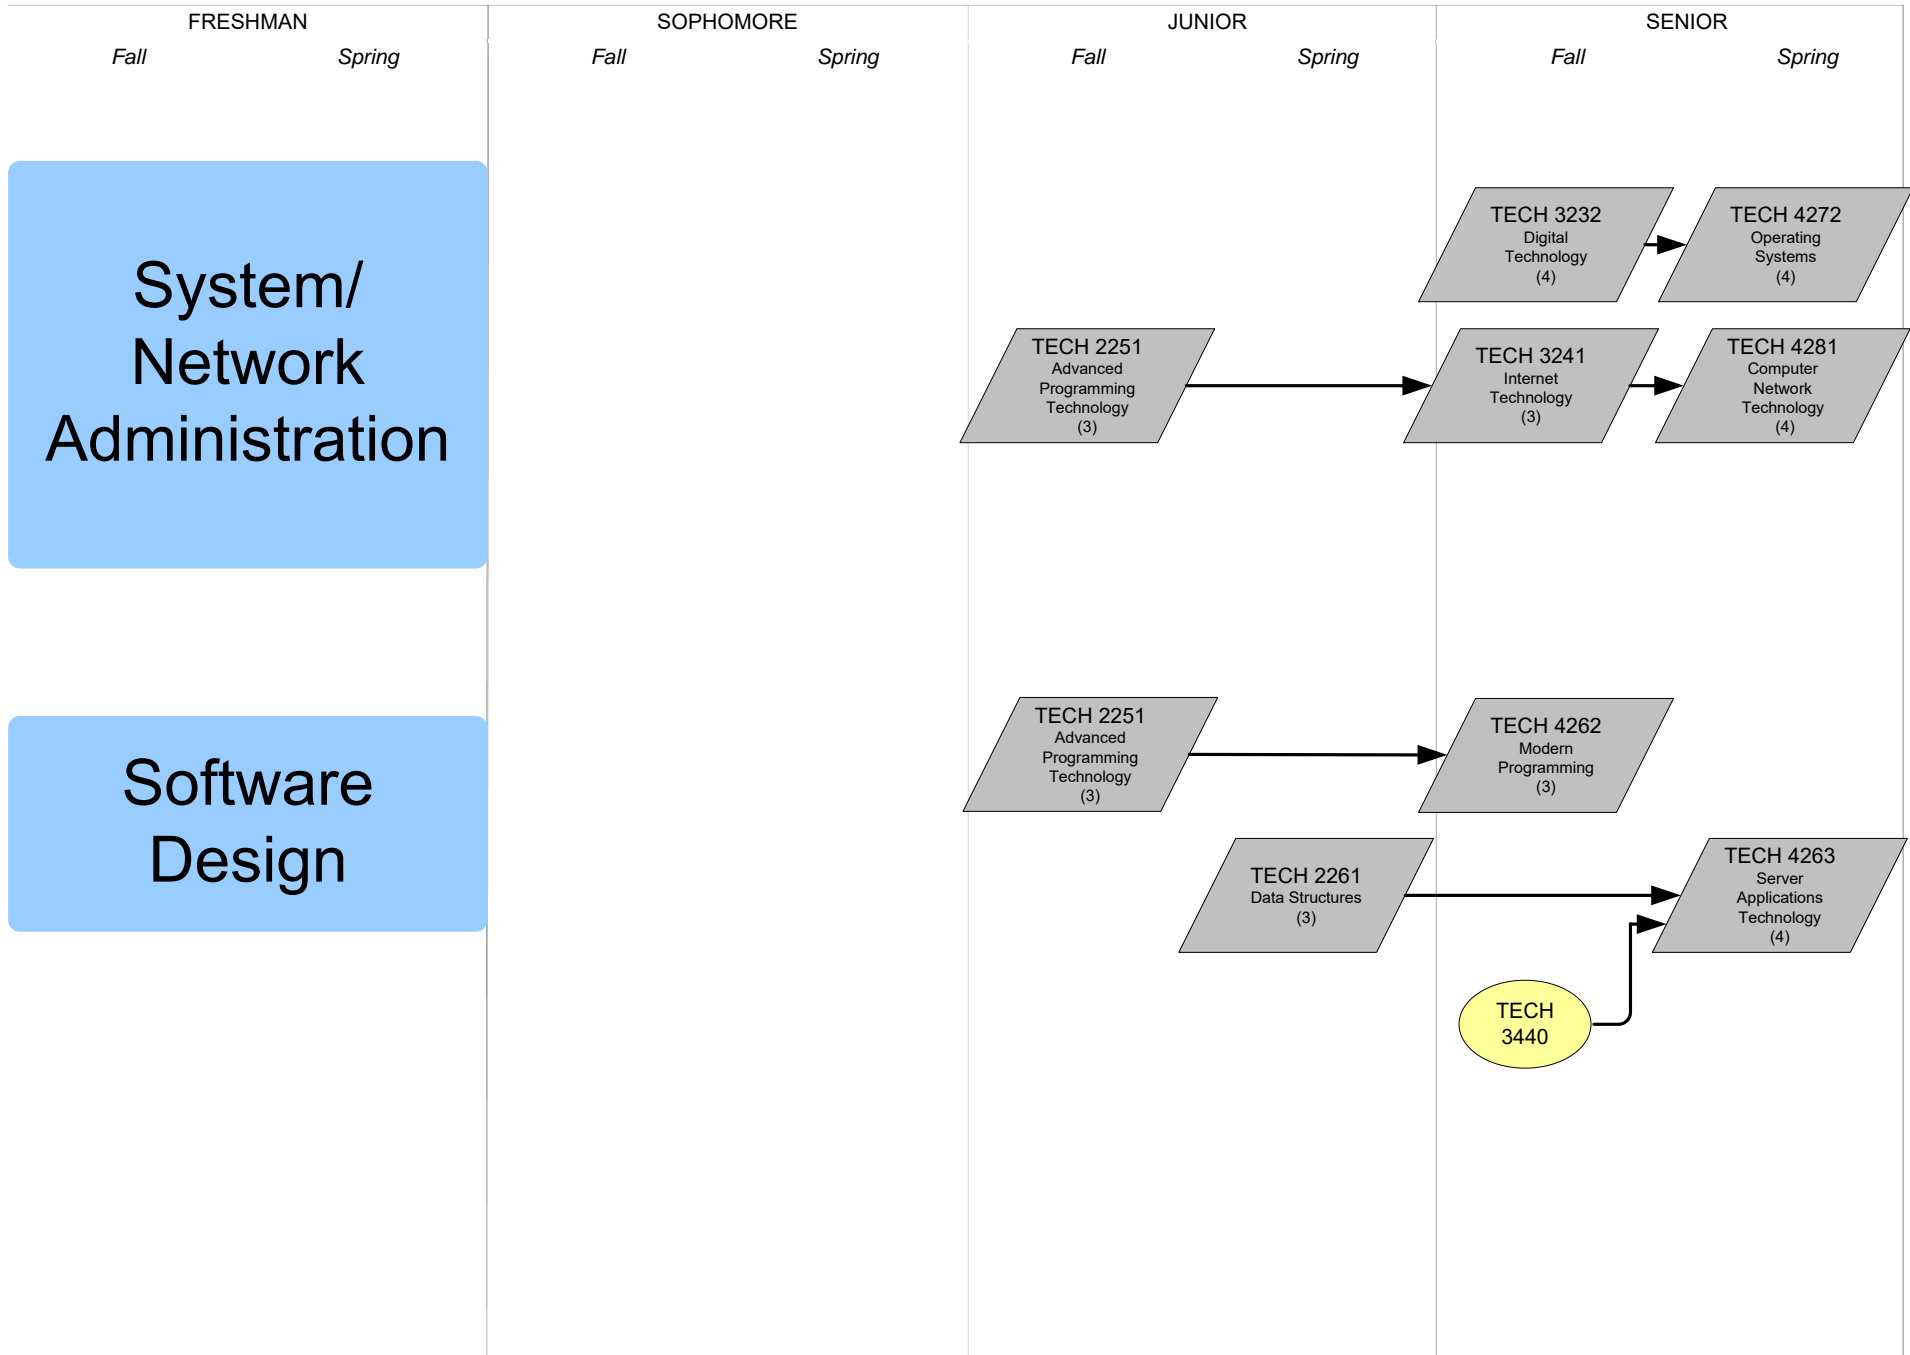 FRESHMAN SOPHOMORE JUNIOR SENIOR
Fall Spring Fall Spring Fall Spring Fall Spring
System/
Network
Administration
TECH 3232
Digital
Technology
(4)
TECH 4272
Operating
Systems
(4)
TECH 2251
Advanced
Programming
Technology
(3)
TECH 3241
Internet
Technology
(3)
TECH 4281
Computer
Network
Technology
(4)
Software
Design
TECH 2251
Advanced
Programming
Technology
(3)
TECH 4262
Modern
Programming
(3)
TECH 2261
Data Structures
(3)
TECH 4263
Server
Applications
Technology
(4)
TECH
3440